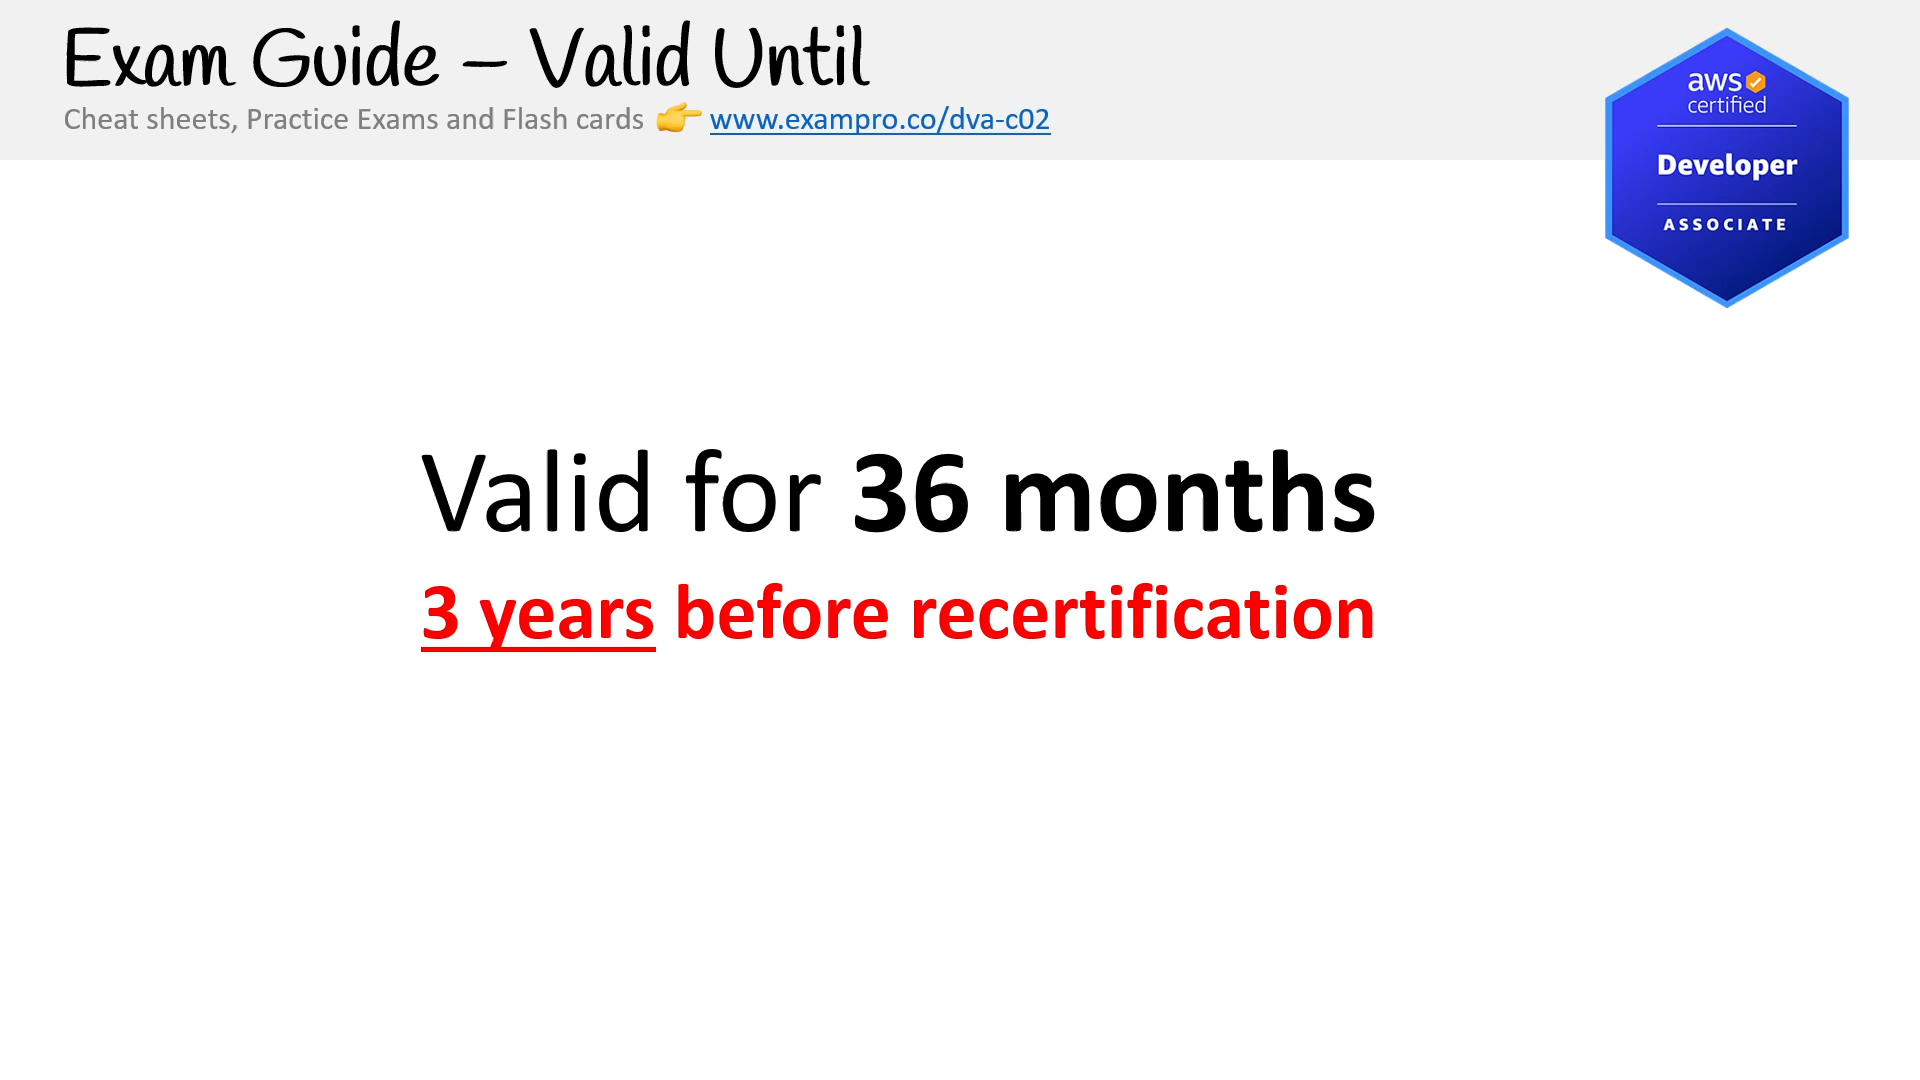 Exam Guide – Valid Until
Cheat sheets, Practice Exams and Flash cards 👉 www.exampro.co/dva-c02
aws
certified
Developer
ASSOCIATE
Valid for 36 months
3 years before recertification